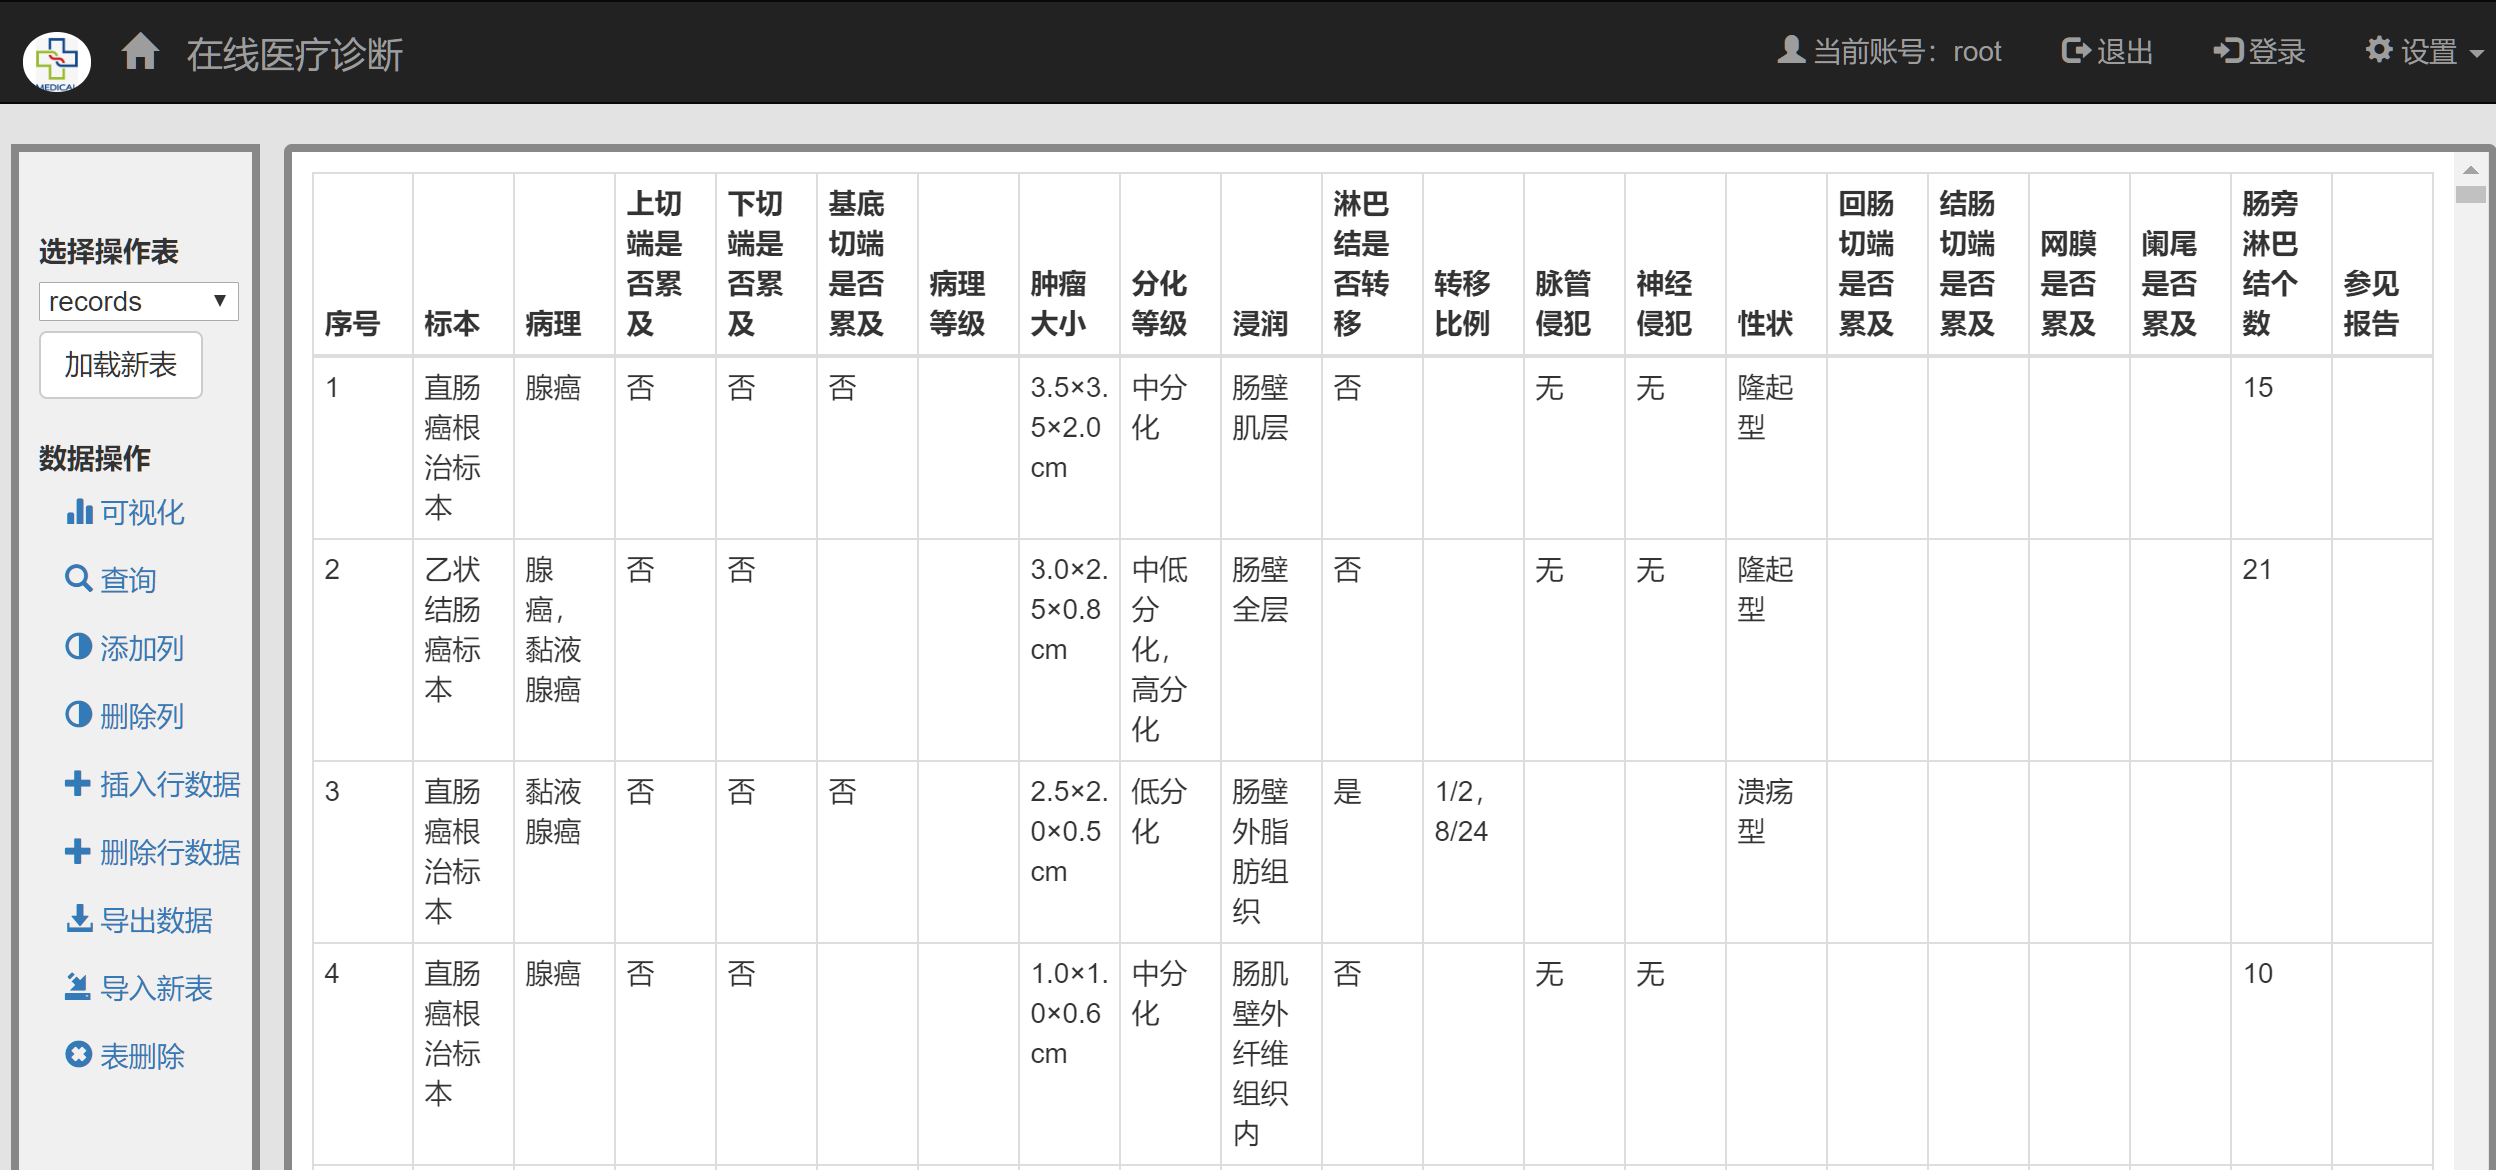 MEDICAL
在线医疗诊断
当前账号：root
退出
登录
设置
选择操作表
records
加载新表
数据操作
可视化
查询
添加列
删除列
插入行数据
删除行数据
导出数据
导入新表
表删除
序号
标本
病理
上切
端是
否累
及
下切
端是
否累
及
基底
切端
是否
累及
病理
等级
肿瘤
大小
分化
等级
浸润
淋巴
结是
否转
移
转移
比例
脉管
侵犯
神经
侵犯
性状
回肠
切端
是否
累及
结肠
切端
是否
累及
网膜
是否
累及
阑尾
是否
累及
肠旁
淋巴
结个
数
参见
报告
1
直肠
癌根
治标
本
腺癌
否
否
否
3.5×3.
5×2.0
cm
中分
化
肠壁
肌层
否
无
无
隆起
型
15
2
乙状
结肠
癌标
本
腺
癌，
黏液
腺癌
否
否
3.0×2.
5×0.8
cm
中低
分
化，
高分
化
肠壁
全层
否
无
无
隆起
型
21
3
直肠
癌根
治标
本
黏液
腺癌
否
否
否
2.5×2.
0×0.5
cm
低分
化
肠壁
外脂
肪组
织
是
1/2，
8/24
溃疡
型
4
直肠
癌根
治标
本
腺癌
否
否
1.0×1.
0×0.6
cm
中分
化
肠肌
壁外
纤维
组织
内
否
无
无
10